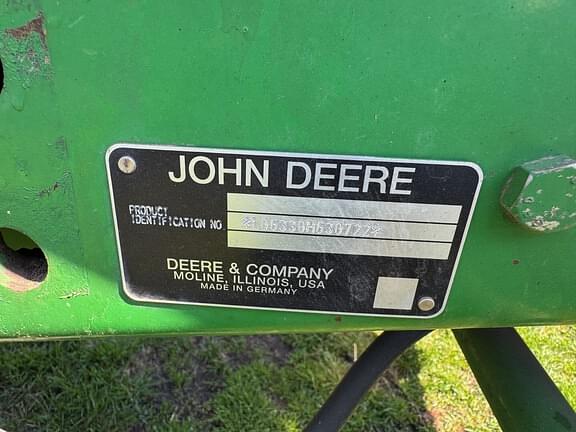 JOHN DEERE
PRODUCT
IDENTIFICATION NO
DEERE & COMPANY
MOLINE, ILLINOIS, USA
MADE IN GERMANY